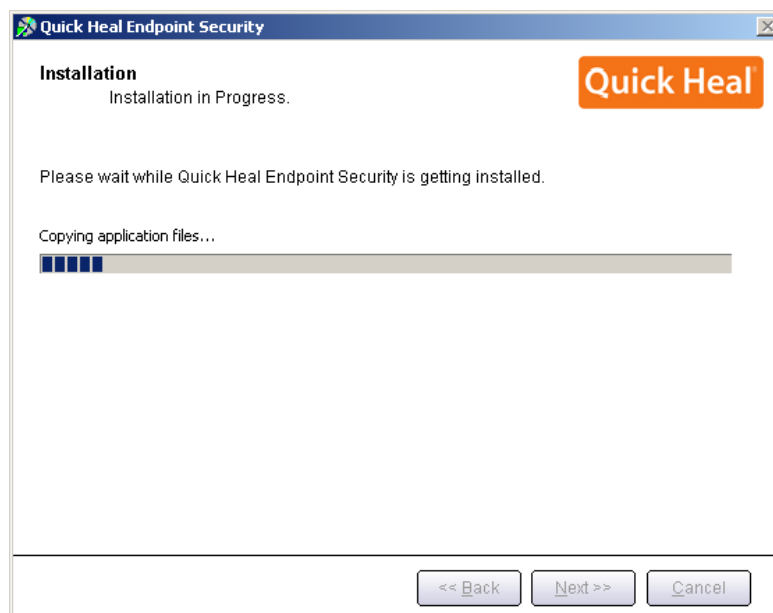 Quick Heal Endpoint Security
Installation
Installation in Progress.
Quick Heal®
Please wait while Quick Heal Endpoint Security is getting installed.
Copying application files...
<< Back Next >> Cancel